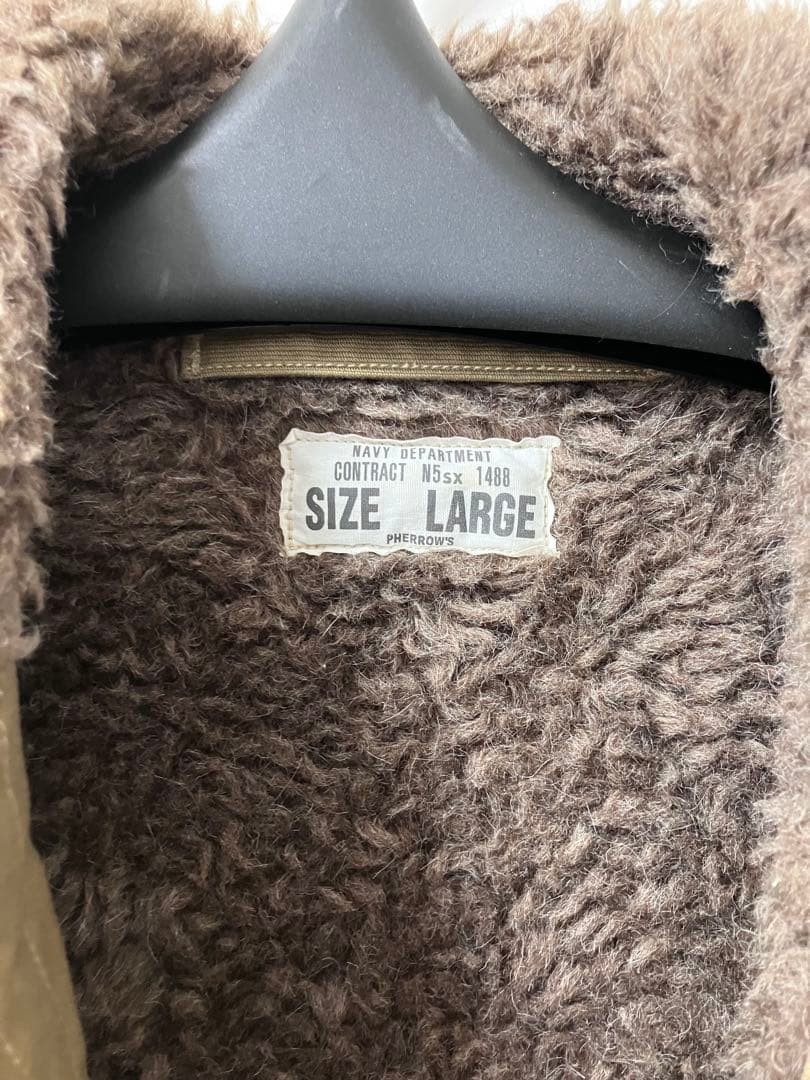 NAVY DEPARTMENT
CONTRACT N5sx 1488
SIZE LARGE
PHERROW'S